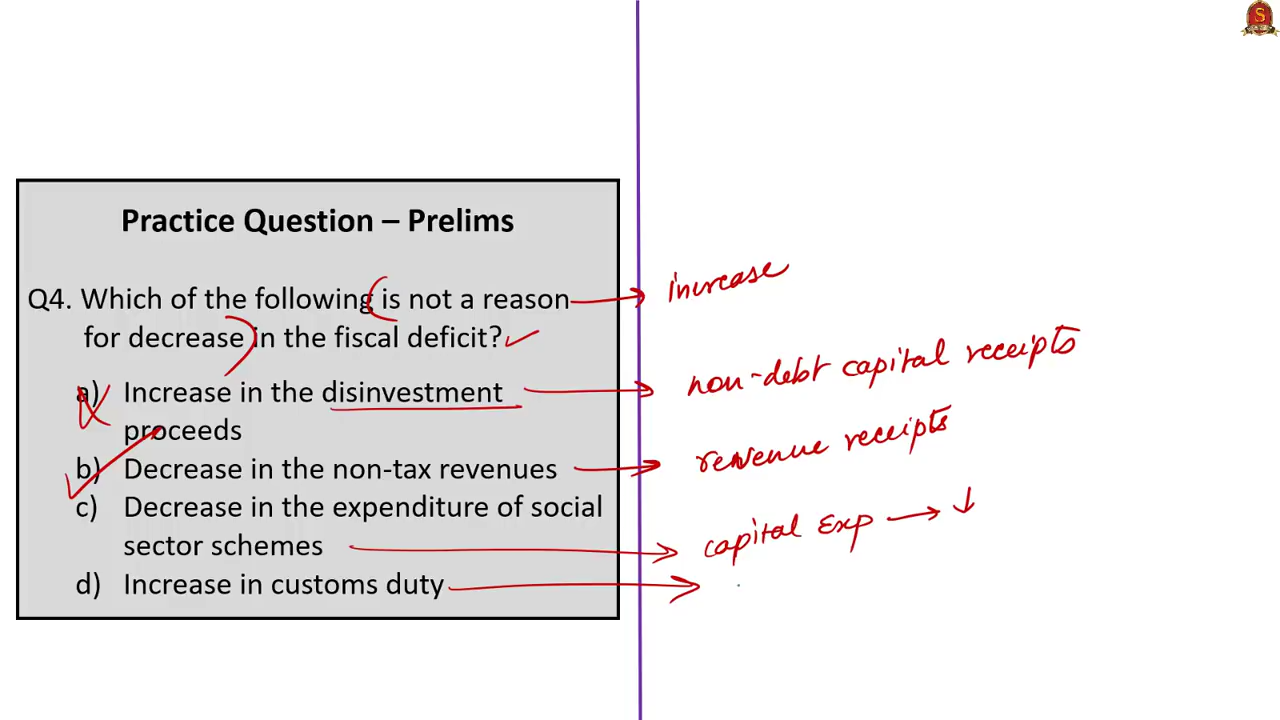 Practice Question – Prelims
Q4. Which of the following is not a reason
for decrease in the fiscal deficit?
a) Increase in the disinvestment
proceeds
b) Decrease in the non-tax revenues
c) Decrease in the expenditure of social
sector schemes
d) Increase in customs duty
increase
non-debt capital receipts
revenue receipts
capital Exp → ↓
S